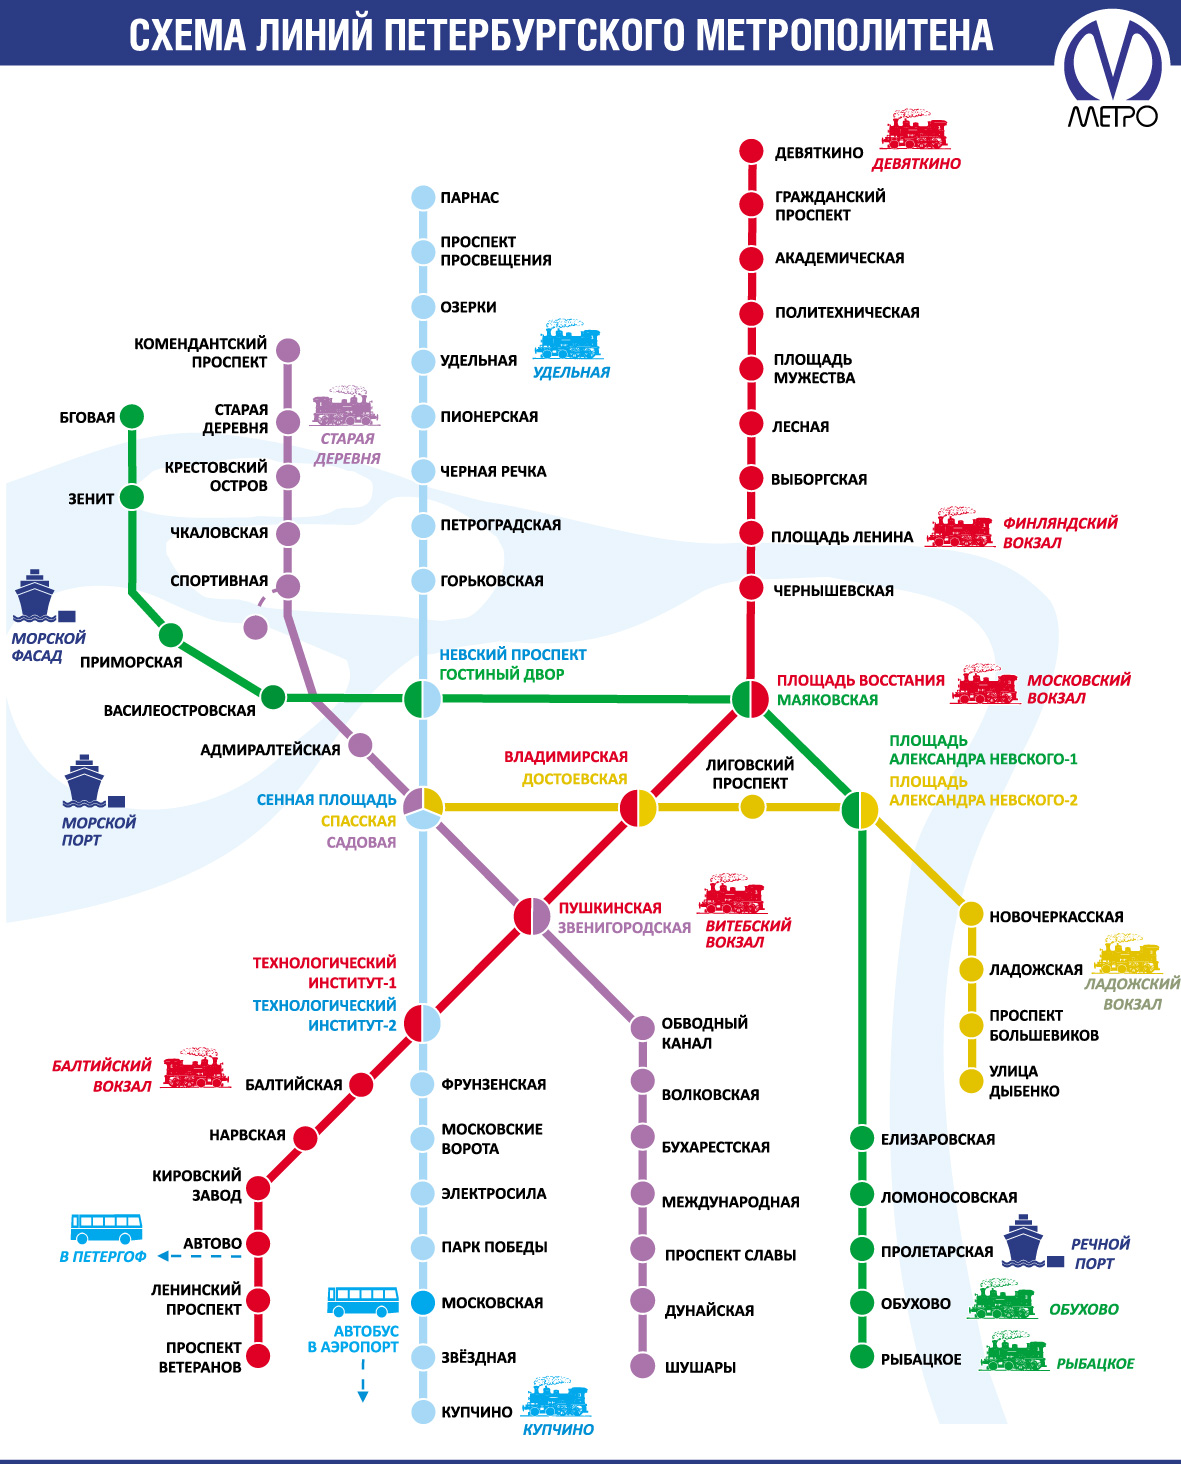 СХЕМА ЛИНИЙ ПЕТЕРБУРГСКОГО МЕТРОПОЛИТЕНА
МЕТРО
ДЕВЯТКИНО
ДЕВЯТКИНО
ГРАЖДАНСКИЙ
ПРОСПЕКТ
АКАДЕМИЧЕСКАЯ
ПОЛИТЕХНИЧЕСКАЯ
ПЛОЩАДЬ
МУЖЕСТВА
ЛЕСНАЯ
ВЫБОРГСКАЯ
ПЛОЩАДЬ ЛЕНИНА
ФИНЛЯНДСКИЙ
ВОКЗАЛ
ЧЕРНЫШЕВСКАЯ
ПАРНАС
ПРОСПЕКТ
ПРОСВЕЩЕНИЯ
ОЗЕРКИ
УДЕЛЬНАЯ
УДЕЛЬНАЯ
ПИОНЕРСКАЯ
ЧЕРНАЯ РЕЧКА
ПЕТРОГРАДСКАЯ
ГОРЬКОВСКАЯ
КОМЕНДАНТСКИЙ
ПРОСПЕКТ
СТАРАЯ
ДЕРЕВНЯ
СТАРАЯ
ДЕРЕВНЯ
КРЕСТОВСКИЙ
ОСТРОВ
ЧКАЛОВСКАЯ
СПОРТИВНАЯ
БГОВАЯ
ЗЕНИТ
МОРСКОЙ
ФАСАД
ПРИМОРСКАЯ
ВАСИЛЕОСТРОВСКАЯ
НЕВСКИЙ ПРОСПЕКТ
ГОСТИНЫЙ ДВОР
ПЛОЩАДЬ ВОССТАНИЯ
МАЯКОВСКАЯ
МОСКОВСКИЙ
ВОКЗАЛ
АДМИРАЛТЕЙСКАЯ
МОРСКОЙ
ПОРТ
СЕННАЯ ПЛОЩАДЬ
СПАССКАЯ
САДОВАЯ
ВЛАДИМИРСКАЯ
ДОСТОЕВСКАЯ
ЛИГОВСКИЙ
ПРОСПЕКТ
ПЛОЩАДЬ
АЛЕКСАНДРА НЕВСКОГО-1
ПЛОЩАДЬ
АЛЕКСАНДРА НЕВСКОГО-2
ПУШКИНСКАЯ
ЗВЕНИГОРОДСКАЯ
ВИТЕБСКИЙ
ВОКЗАЛ
НОВОЧЕРКАССКАЯ
ЛАДОЖСКАЯ
ЛАДОЖСКИЙ
ВОКЗАЛ
ПРОСПЕКТ
БОЛЬШЕВИКОВ
УЛИЦА
ДЫБЕНКО
ТЕХНОЛОГИЧЕСКИЙ
ИНСТИТУТ-1
ТЕХНОЛОГИЧЕСКИЙ
ИНСТИТУТ-2
БАЛТИЙСКИЙ
ВОКЗАЛ
БАЛТИЙСКАЯ
НАРВСКАЯ
КИРОВСКИЙ
ЗАВОД
АВТОВО
В ПЕТЕРГОФ
ЛЕНИНСКИЙ
ПРОСПЕКТ
ПРОСПЕКТ
ВЕТЕРАНОВ
ФРУНЗЕНСКАЯ
МОСКОВСКИЕ
ВОРОТА
ЭЛЕКТРОСИЛА
ПАРК ПОБЕДЫ
МОСКОВСКАЯ
АВТОБУС
В АЭРОПОРТ
ЗВЁЗДНАЯ
КУПЧИНО
КУПЧИНО
ОБВОДНЫЙ
КАНАЛ
ВОЛКОВСКАЯ
БУХАРЕСТСКАЯ
МЕЖДУНАРОДНАЯ
ПРОСПЕКТ СЛАВЫ
ДУНАЙСКАЯ
ШУШАРЫ
ЕЛИЗАРОВСКАЯ
ЛОМОНОСОВСКАЯ
ПРОЛЕТАРСКАЯ
РЕЧНОЙ
ПОРТ
ОБУХОВО
ОБУХОВО
РЫБАЦКОЕ
РЫБАЦКОЕ